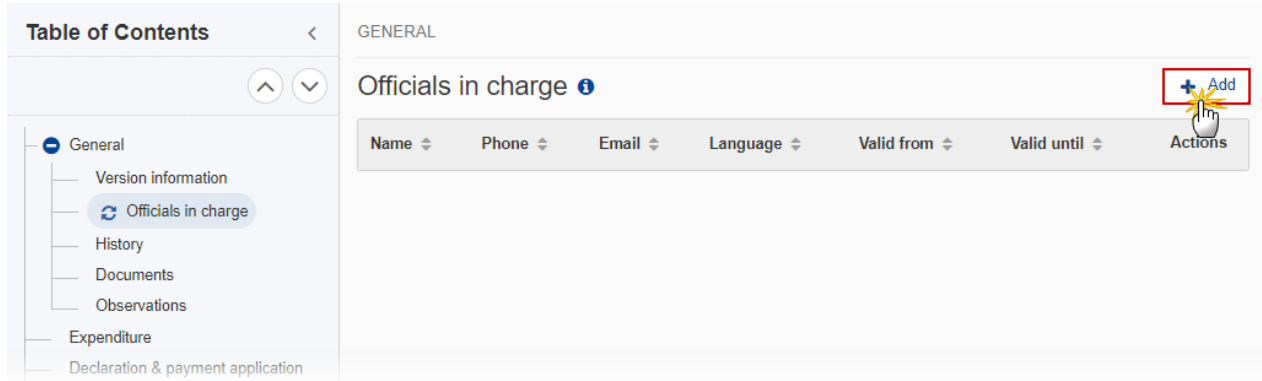 Table of Contents
GENERAL
Officials in charge
Add
Name Phone Email Language Valid from Valid until Actions
General
Version information
Officials in charge
History
Documents
Observations
Expenditure
Declaration & payment application